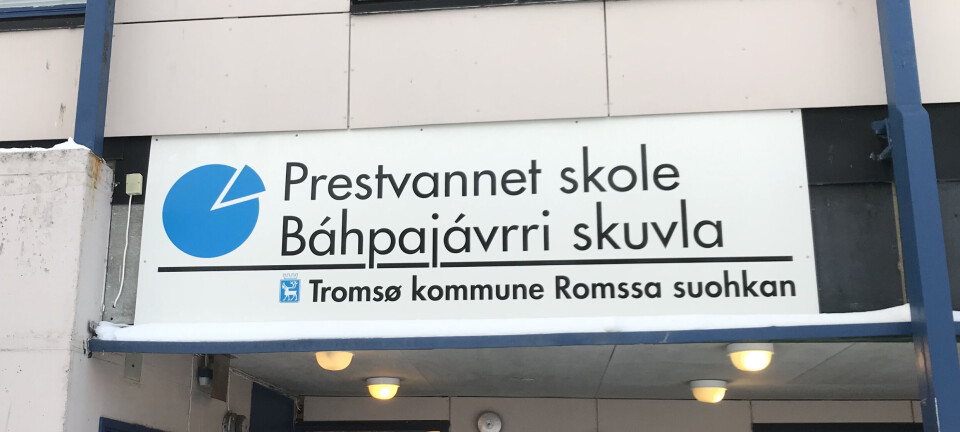 Prestvannet skole
Báhpajávrri skuvla
Tromsø kommune Romssa suohkan